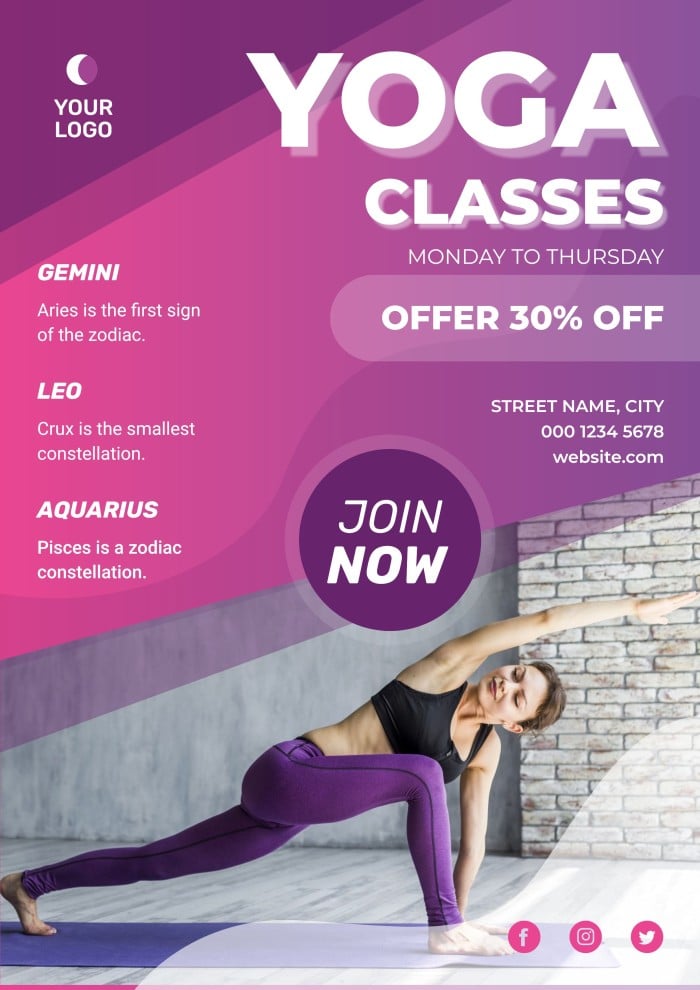 YOUR
LOGO
YOGA
CLASSES
MONDAY TO THURSDAY
OFFER 30% OFF
GEMINI
Aries is the first sign
of the zodiac.
LEO
Crux is the smallest
constellation.
AQUARIUS
Pisces is a zodiac
constellation.
STREET NAME, CITY
000 1234 5678
website.com
JOIN
NOW